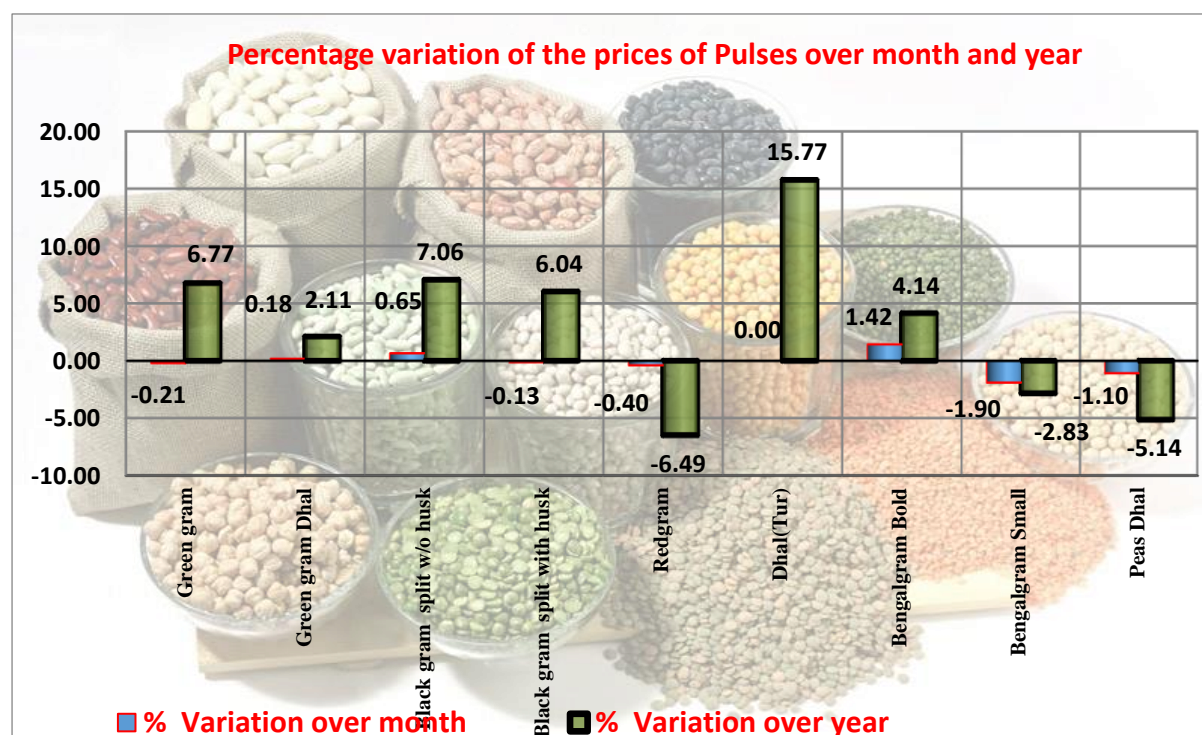 Percentage variation of the prices of Pulses over month and year
20.00
15.00
10.00
5.00
0.00
-5.00
-10.00
-0.21
6.77
0.18
2.11
0.65
7.06
-0.13
6.04
-0.40
-6.49
0.00
15.77
1.42
4.14
-1.90
-2.83
-1.10
-5.14
Green gram
Green gram Dhal
Black gram split w/o husk
Black gram split with husk
Redgram
Dhal(Tur)
Bengalgram Bold
Bengalgram Small
Peas Dhal
% Variation over month
% Variation over year